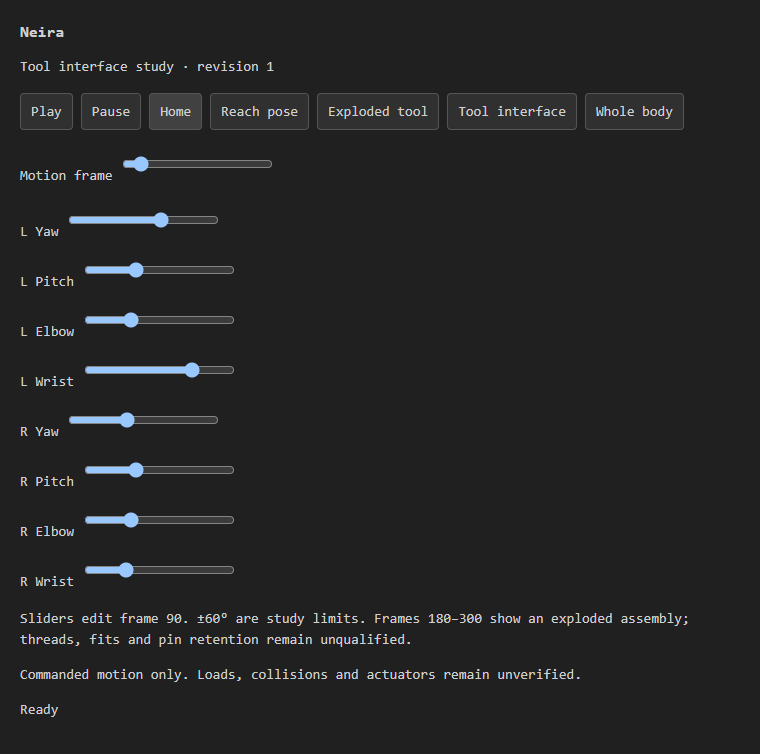 Neira
Tool interface study · revision 1
Play Pause Home Reach pose Exploded tool Tool interface Whole body
Motion frame
L Yaw
L Pitch
L Elbow
L Wrist
R Yaw
R Pitch
R Elbow
R Wrist
Sliders edit frame 90. ±60° are study limits. Frames 180–300 show an exploded assembly;
threads, fits and pin retention remain unqualified.
Commanded motion only. Loads, collisions and actuators remain unverified.
Ready